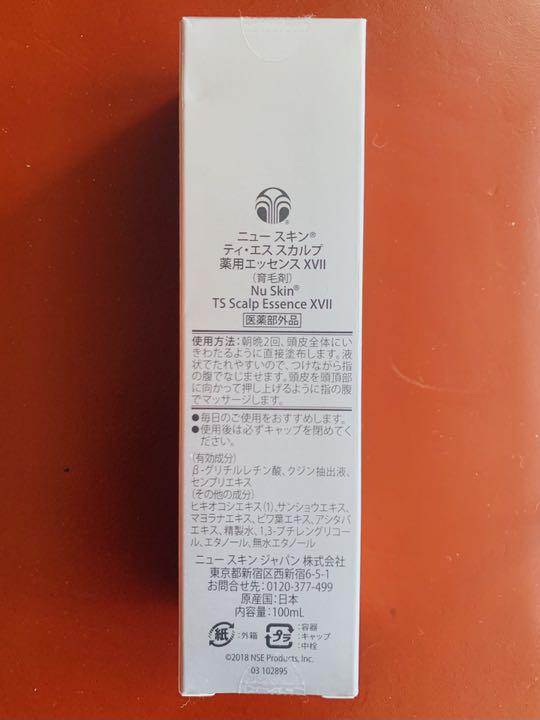 ニュー スキン®
ティ・エス スカルプ
薬用エッセンス XVII
(育毛剤)
Nu Skin®
TS Scalp Essence XVII
医薬部外品
使用方法：朝晩2回、頭皮全体にい
きわたるように直接塗布します。液
状でたれやすいので、つけながら指
の腹でなじませます。頭皮を頭頂部
に向かって押し上げるように指の腹
でマッサージします。
●毎日のご使用をおすすめします。
●使用後は必ずキャップを閉めてく
ださい。
(有効成分)
β-グリチルレチン酸、クジン抽出液、
センブリエキス
(その他の成分)
ヒキオコシエキス(1)、サンショウエキス、
マヨラナエキス、ビワ葉エキス、アシタバ
エキス、精製水、1,3-ブチレングリコー
ル、エタノール、無水エタノール
ニュー スキン ジャパン 株式会社
東京都新宿区西新宿6-5-1
お問合せ先：0120-377-499
原産国：日本
内容量：100mL
紙 ：外箱 プラ ：容器
：キャップ
：中栓
©2018 NSE Products, Inc.
03 102895